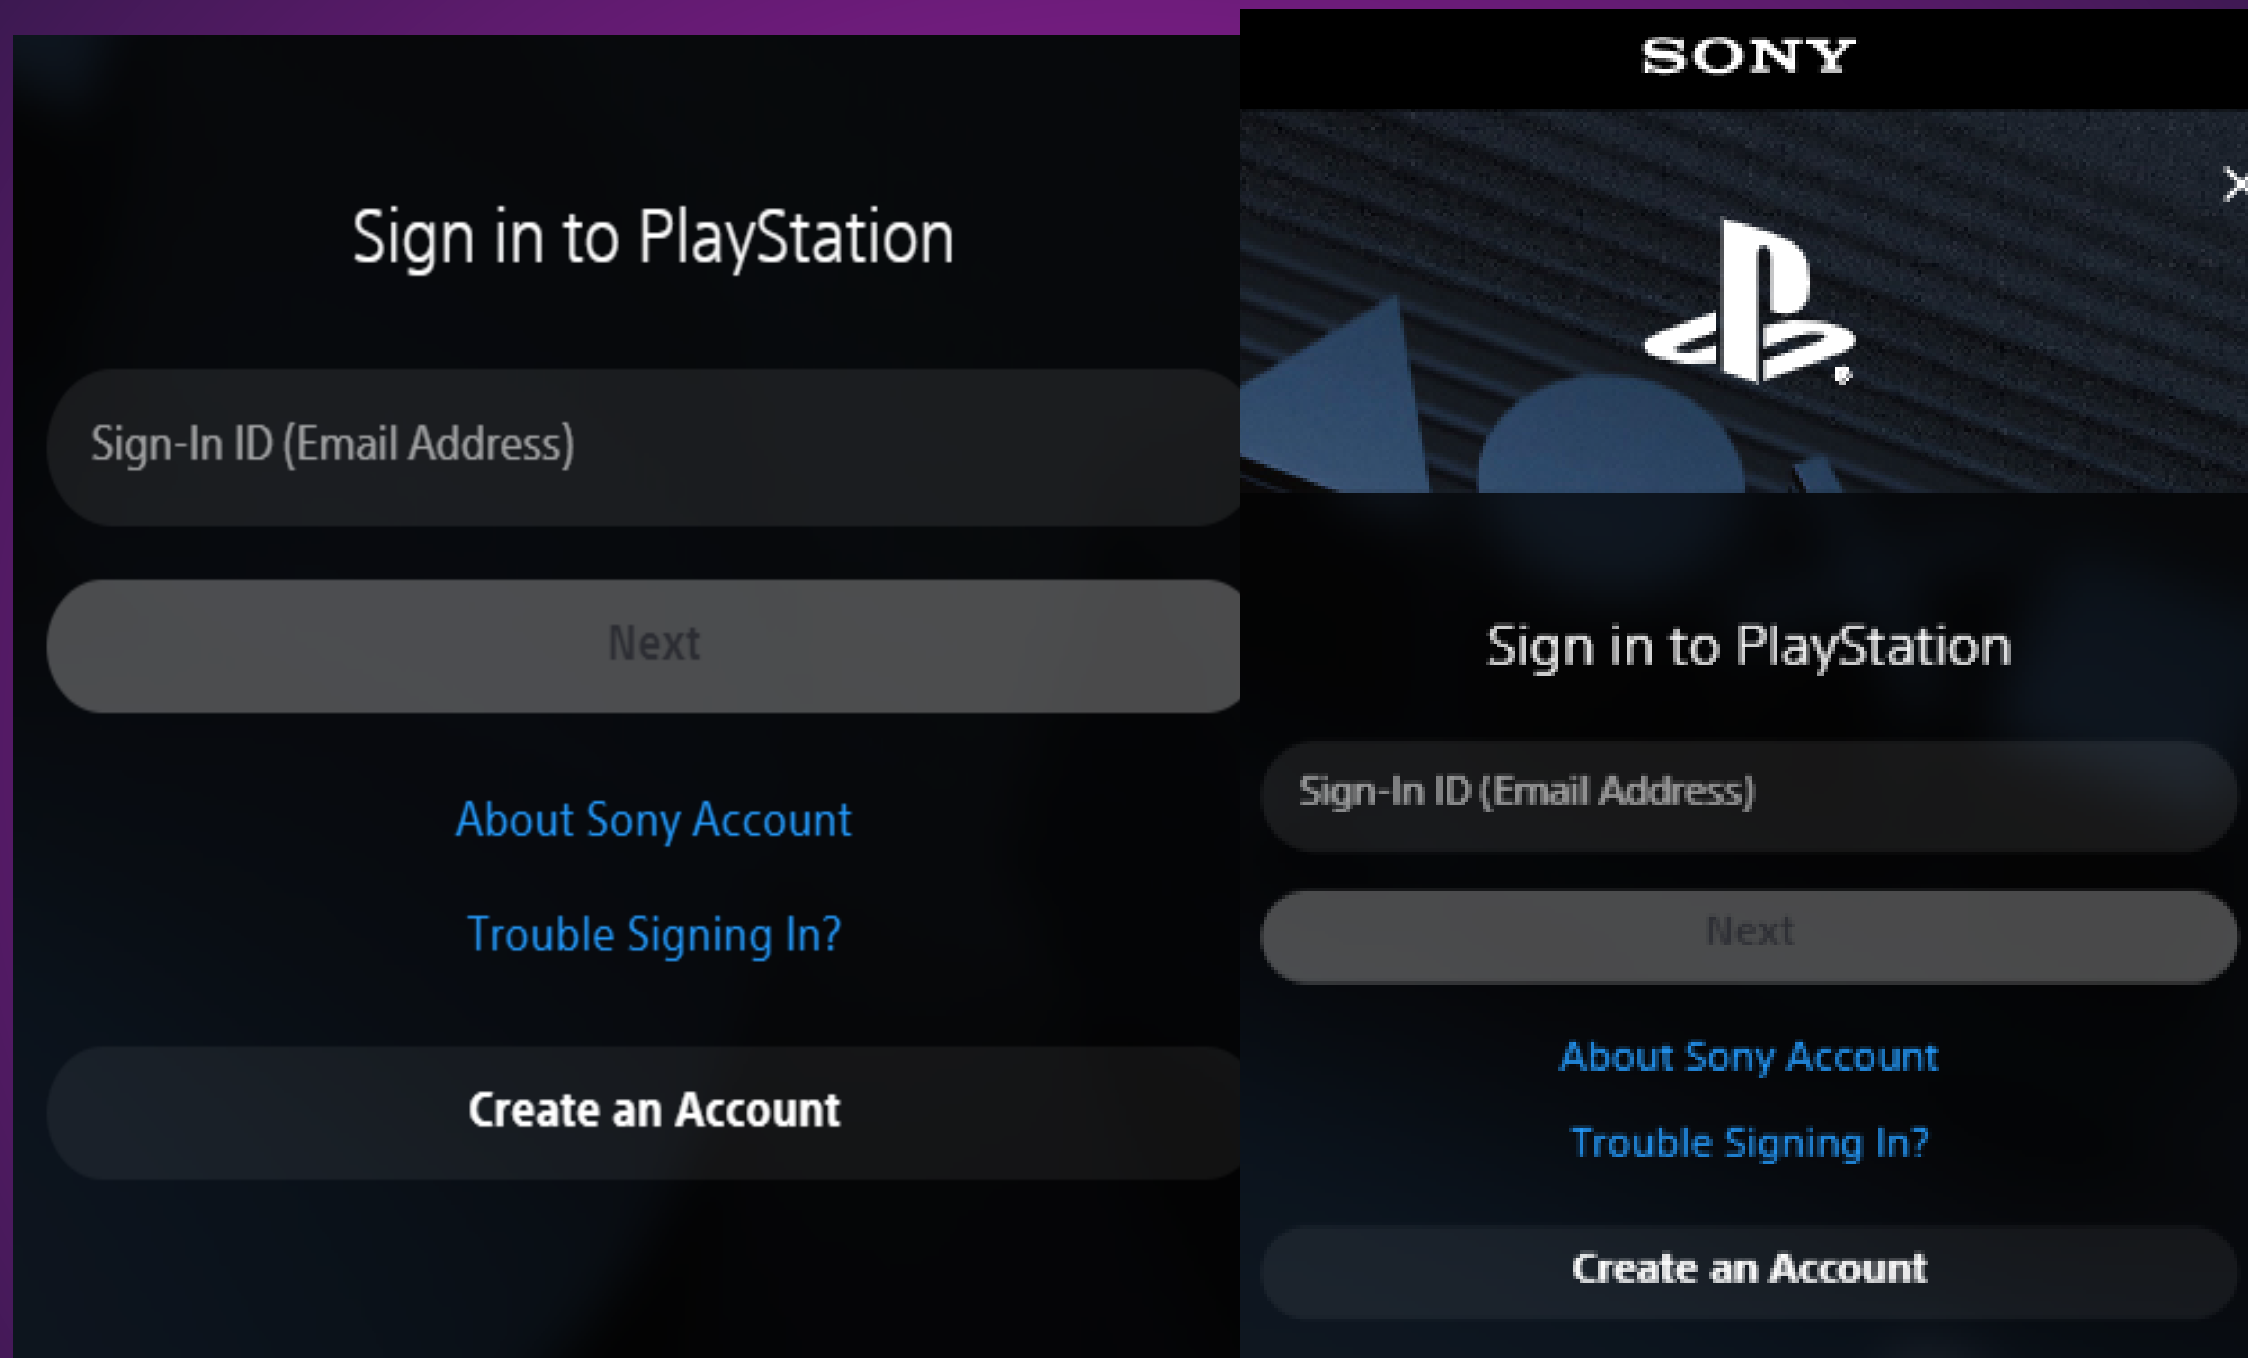 Sign in to PlayStation
Sign-In ID (Email Address)
Next
About Sony Account
Trouble Signing In?
Create an Account
SONY
Sign in to PlayStation
Sign-In ID (Email Address)
Next
About Sony Account
Trouble Signing In?
Create an Account